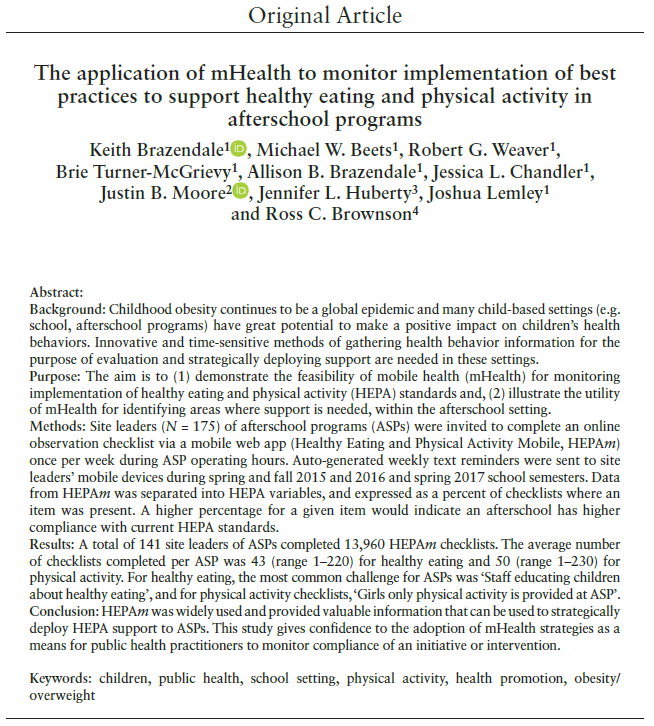 Original Article
The application of mHealth to monitor implementation of best
practices to support healthy eating and physical activity in
afterschool programs
Keith Brazendale¹ iD, Michael W. Beets¹, Robert G. Weaver¹,
Brie Turner-McGrievy¹, Allison B. Brazendale¹, Jessica L. Chandler¹,
Justin B. Moore² iD, Jennifer L. Huberty³, Joshua Lemley¹
and Ross C. Brownson⁴
Abstract:
Background: Childhood obesity continues to be a global epidemic and many child-based settings (e.g.
school, afterschool programs) have great potential to make a positive impact on children's health
behaviors. Innovative and time-sensitive methods of gathering health behavior information for the
purpose of evaluation and strategically deploying support are needed in these settings.
Purpose: The aim is to (1) demonstrate the feasibility of mobile health (mHealth) for monitoring
implementation of healthy eating and physical activity (HEPA) standards and, (2) illustrate the utility
of mHealth for identifying areas where support is needed, within the afterschool setting.
Methods: Site leaders (N = 175) of afterschool programs (ASPs) were invited to complete an online
observation checklist via a mobile web app (Healthy Eating and Physical Activity Mobile, HEPAm)
once per week during ASP operating hours. Auto-generated weekly text reminders were sent to site
leaders' mobile devices during spring and fall 2015 and 2016 and spring 2017 school semesters. Data
from HEPAm was separated into HEPA variables, and expressed as a percent of checklists where an
item was present. A higher percentage for a given item would indicate an afterschool has higher
compliance with current HEPA standards.
Results: A total of 141 site leaders of ASPs completed 13,960 HEPAm checklists. The average number
of checklists completed per ASP was 43 (range 1–220) for healthy eating and 50 (range 1–230) for
physical activity. For healthy eating, the most common challenge for ASPs was 'Staff educating children
about healthy eating', and for physical activity checklists, 'Girls only physical activity is provided at ASP'.
Conclusion: HEPAm was widely used and provided valuable information that can be used to strategically
deploy HEPA support to ASPs. This study gives confidence to the adoption of mHealth strategies as a
means for public health practitioners to monitor compliance of an initiative or intervention.
Keywords: children, public health, school setting, physical activity, health promotion, obesity/
overweight